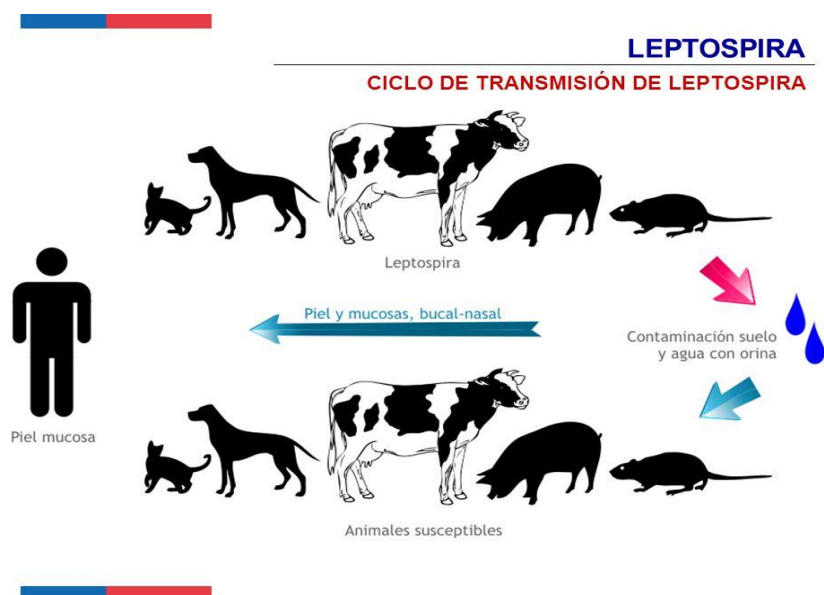 LEPTOSPIRA
CICLO DE TRANSMISIÓN DE LEPTOSPIRA
Leptospira
Piel y mucosas, bucal-nasal
Contaminación suelo
y agua con orina
Piel mucosa
Animales susceptibles